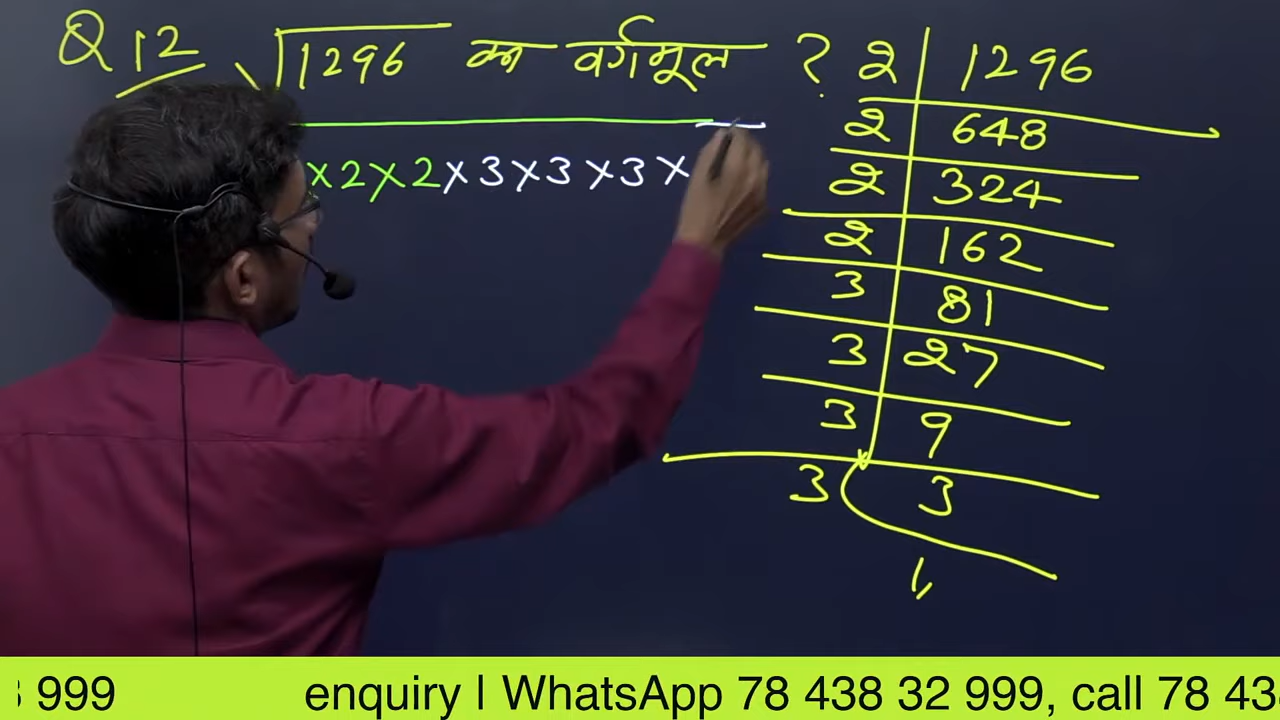 Q 12 √1296 का वर्गमूल ?
×2×2×3×3×3×
2 | 1296
2 | 648
2 | 324
2 | 162
3 | 81
3 | 27
3 | 9
3 | 3
1,
999 enquiry I WhatsApp 78 438 32 999, call 78 43